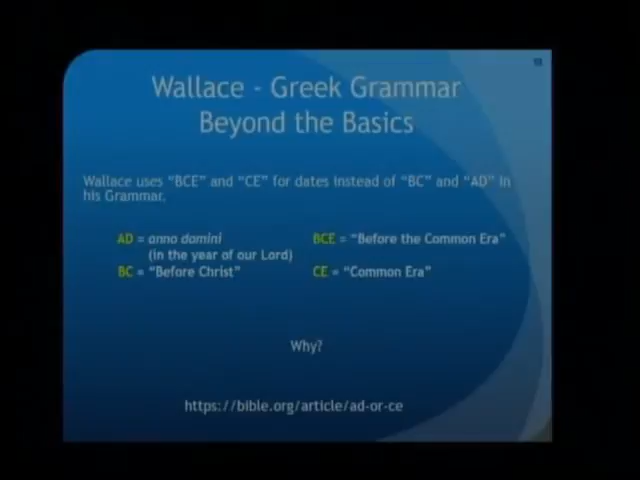 Wallace - Greek Grammar
Beyond the Basics
Wallace uses "BCE" and "CE" for dates instead of "BC" and "AD" in
his Grammar.
AD = anno domini
(in the year of our Lord)
BC = "Before Christ"
BCE = "Before the Common Era"
CE = "Common Era"
Why?
https://bible.org/article/ad-or-ce